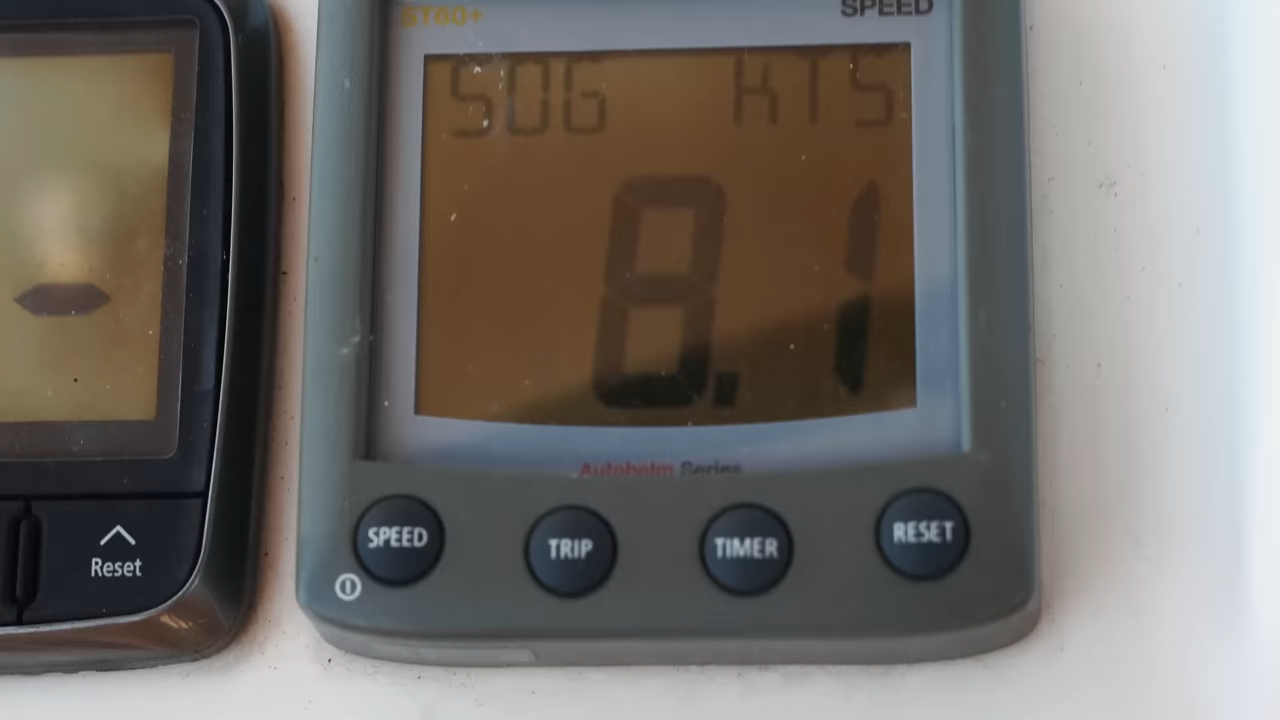 ST60+ SPEED
SOG KTS
8.1
Autohelm Series
SPEED TRIP TIMER RESET
Reset